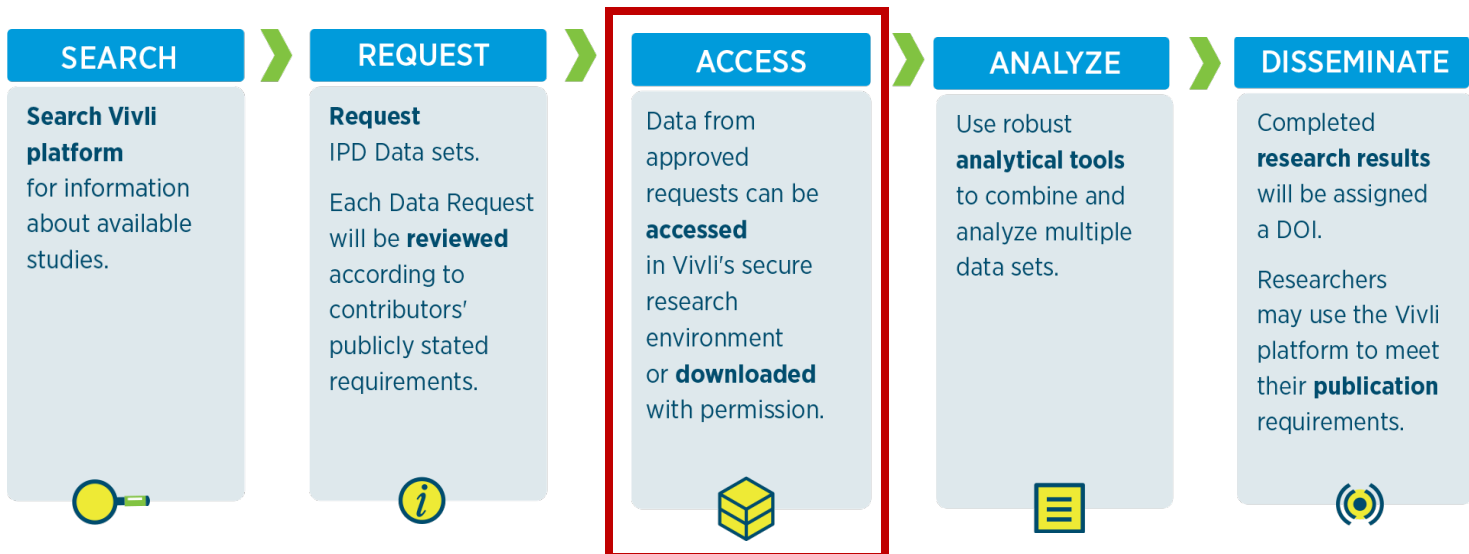 SEARCH
Search Vivli
platform
for information
about available
studies.
REQUEST
Request
IPD Data sets.
Each Data Request
will be reviewed
according to
contributors'
publicly stated
requirements.
ACCESS
Data from
approved
requests can be
accessed
in Vivli's secure
research
environment
or downloaded
with permission.
ANALYZE
Use robust
analytical tools
to combine and
analyze multiple
data sets.
DISSEMINATE
Completed
research results
will be assigned
a DOI.
Researchers
may use the Vivli
platform to meet
their publication
requirements.
i